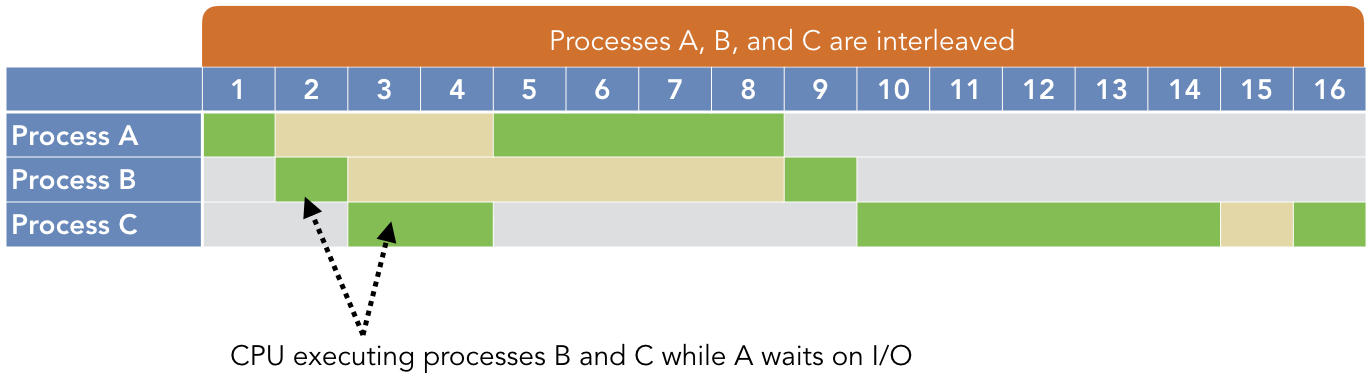 Processes A, B, and C are interleaved
1 2 3 4 5 6 7 8 9 10 11 12 13 14 15 16
Process A
Process B
Process C
CPU executing processes B and C while A waits on I/O